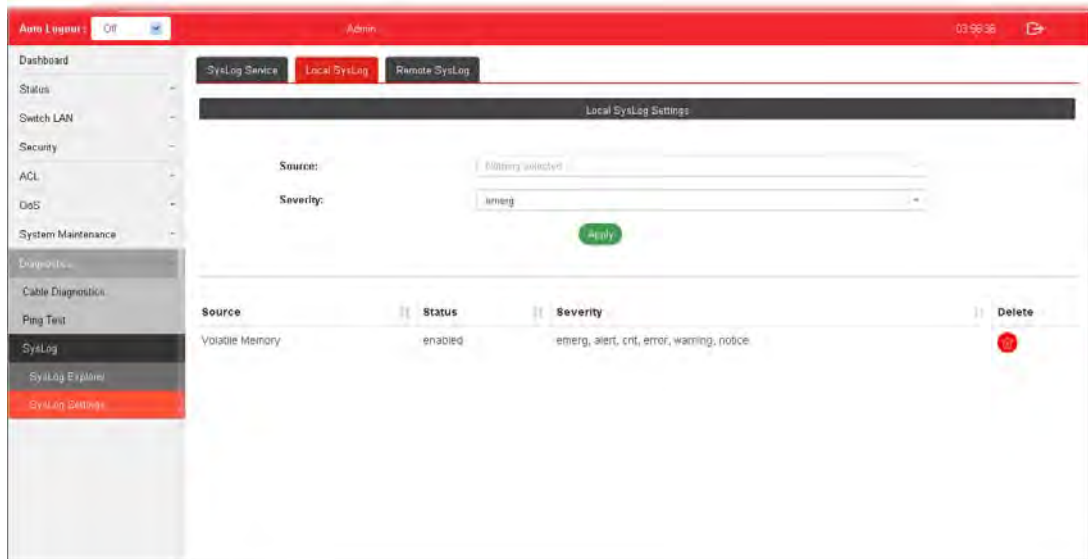 Auto Logout: Off Admin
Dashboard
Status
Switch LAN
Security
ACL
QoS
System Maintenance
Diagnostics
Cable Diagnostics
Ping Test
SysLog
SysLog Explorer
SysLog Settings
SysLog Service Local SysLog Remote SysLog
Local SysLog Settings
Source: Nothing selected
Severity: emerg
Apply
Source Status Severity Delete
Volatile Memory enabled emerg, alert, crit, error, warning, notice